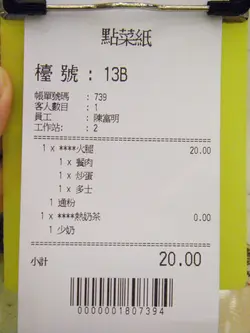 點菜紙
檯號：13B
帳單號碼 : 739
客人數目 : 1
員工 : 陳富明
工作站: : 2
1 x ****火腿 20.00
1 x 餐肉
1 x 炒蛋
1 x 多士
1 通粉
1 x****熱奶茶 0.00
1 少奶
小計 20.00
0000001807394